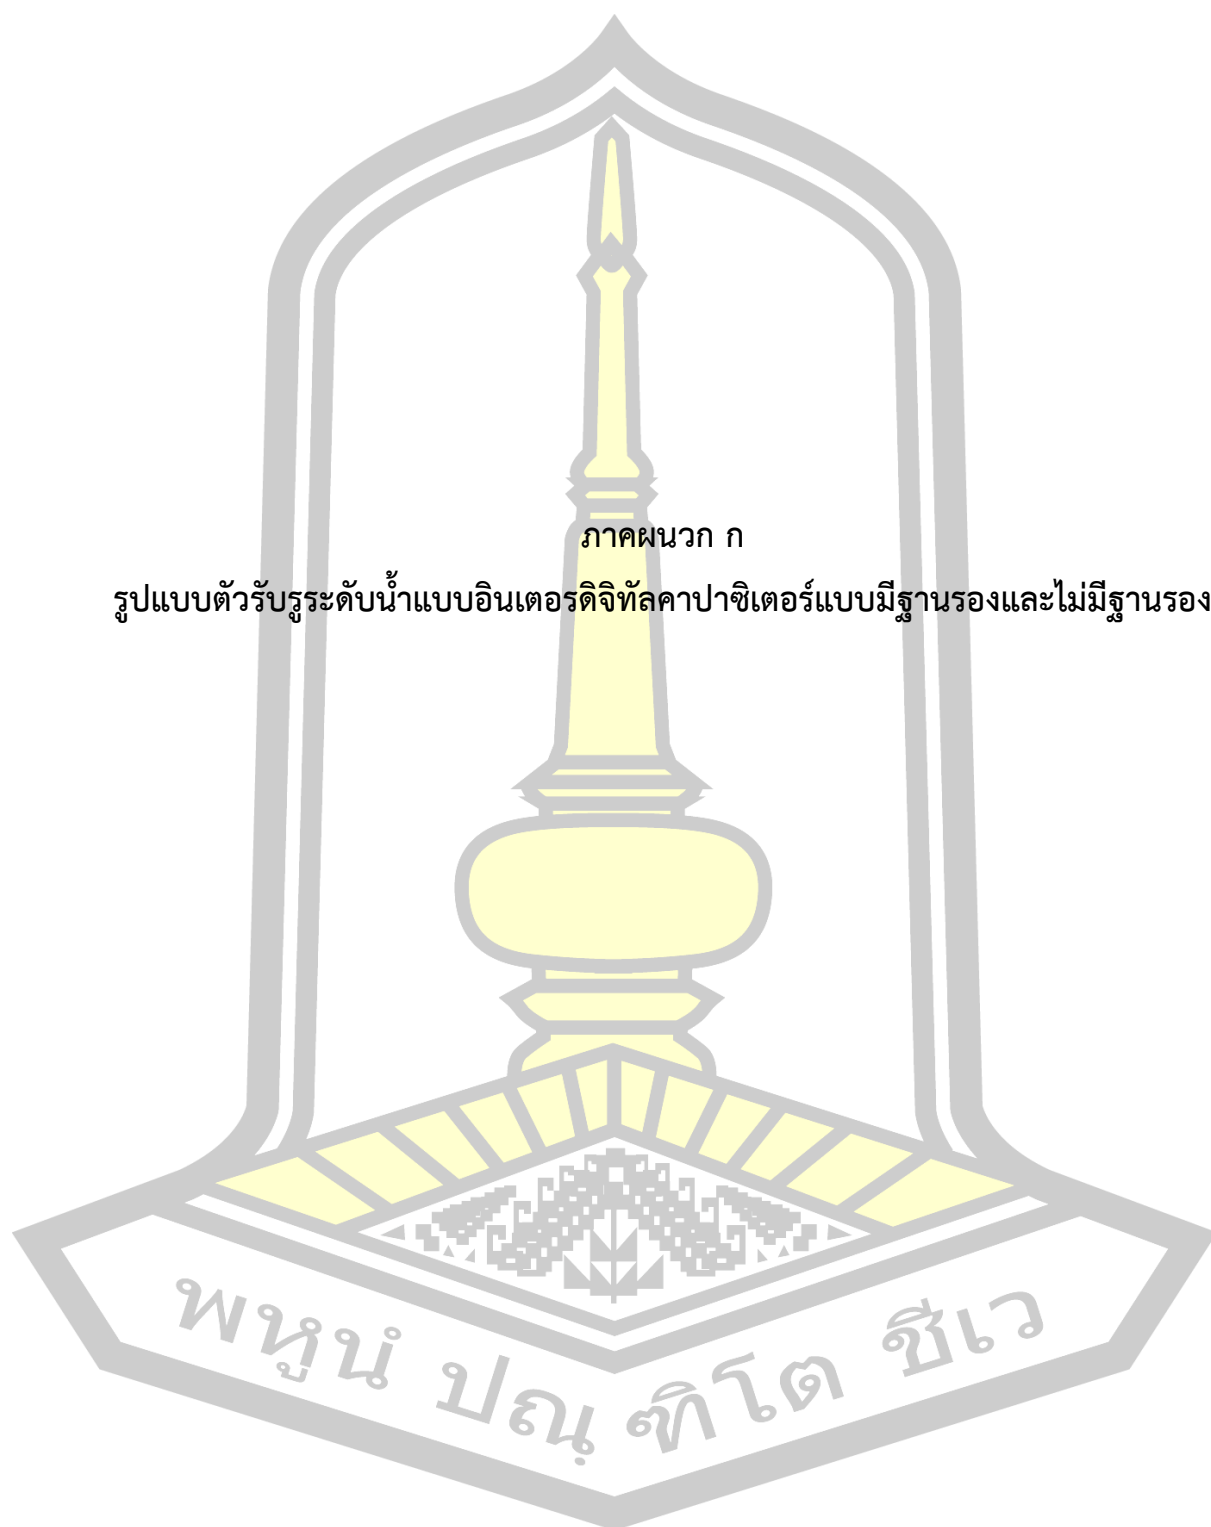 ภาคผนวก ก
รูปแบบตัวรับรูระดับน้ำแบบอินเตอรดิจิทัลคาปาซิเตอร์แบบมีฐานรองและไม่มีฐานรอง
พหูนํ ปณฺฑิโต ชีเว